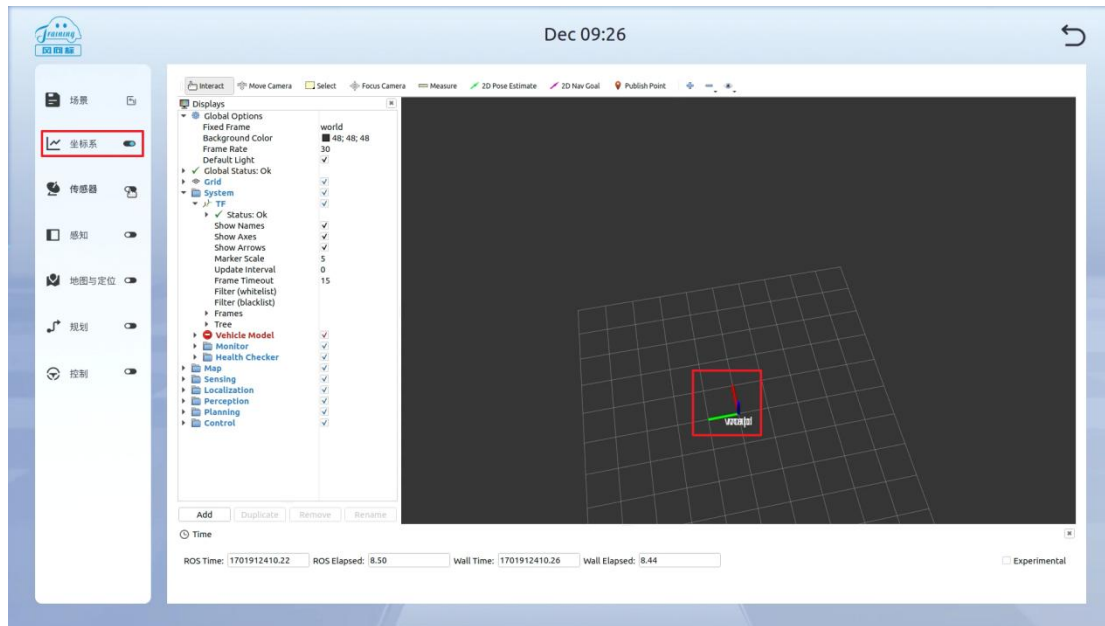 Training
风向标
Dec 09:26
场景
坐标系
传感器
感知
地图与定位
规划
控制
Interact Move Camera Select Focus Camera Measure 2D Pose Estimate 2D Nav Goal Publish Point
Displays
Global Options
Fixed Frame world
Background Color 48; 48; 48
Frame Rate 30
Default Light
Global Status: Ok
Grid
System
TF
Status: Ok
Show Names
Show Axes
Show Arrows
Marker Scale 5
Update Interval 0
Frame Timeout 15
Filter (whitelist)
Filter (blacklist)
Frames
Tree
Vehicle Model
Monitor
Health Checker
Map
Sensing
Localization
Perception
Planning
Control
Add Duplicate Remove Rename
Time
ROS Time: 1701912410.22 ROS Elapsed: 8.50 Wall Time: 1701912410.26 Wall Elapsed: 8.44 Experimental